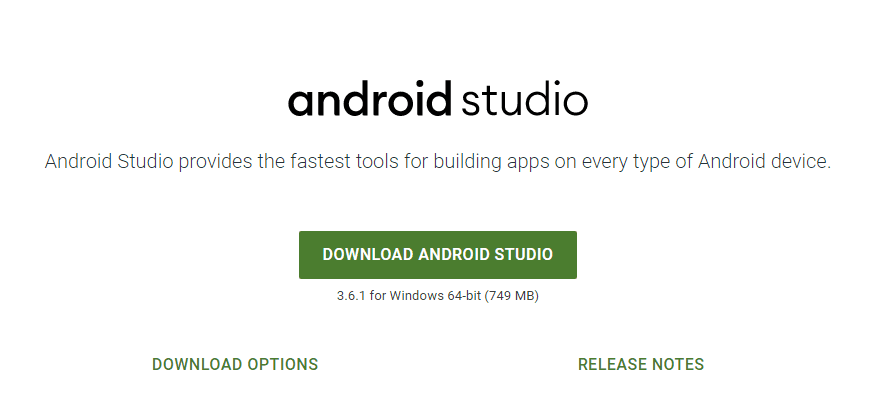 android studio
Android Studio provides the fastest tools for building apps on every type of Android device.
DOWNLOAD ANDROID STUDIO
3.6.1 for Windows 64-bit (749 MB)
DOWNLOAD OPTIONS
RELEASE NOTES